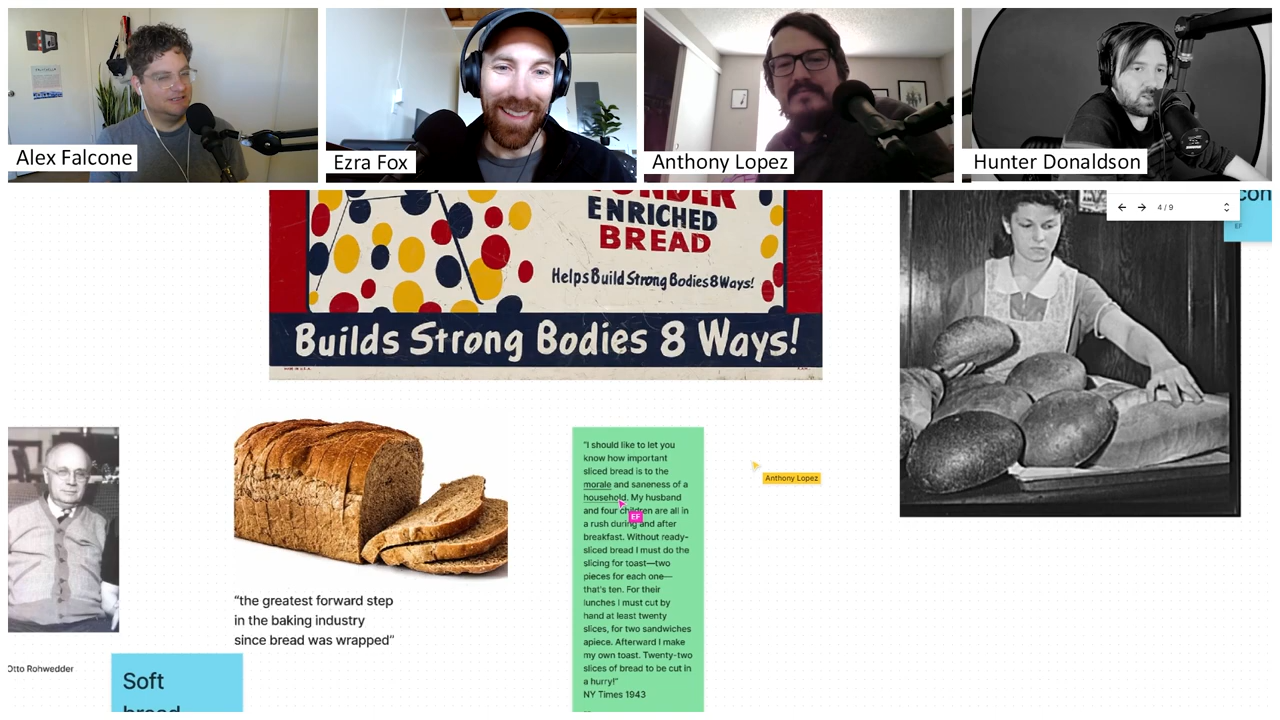 Alex Falcone
Ezra Fox
Anthony Lopez
Hunter Donaldson
4 / 9
EF
ENRICHED
BREAD
Helps Build Strong Bodies 8 Ways!
Builds Strong Bodies 8 Ways!
MADE IN U.S.A.
"I should like to let you
know how important
sliced bread is to the
morale and saneness of a
household. My husband
and four children are all in
a rush during and after
breakfast. Without ready-
sliced bread I must do the
slicing for toast—two
pieces for each one—
that's ten. For their
lunches I must cut by
hand at least twenty
slices, for two sandwiches
apiece. Afterward I make
my own toast. Twenty-two
slices of bread to be cut in
a hurry!"
NY Times 1943
EF
Anthony Lopez
"the greatest forward step
in the baking industry
since bread was wrapped"
Otto Rohwedder
Soft